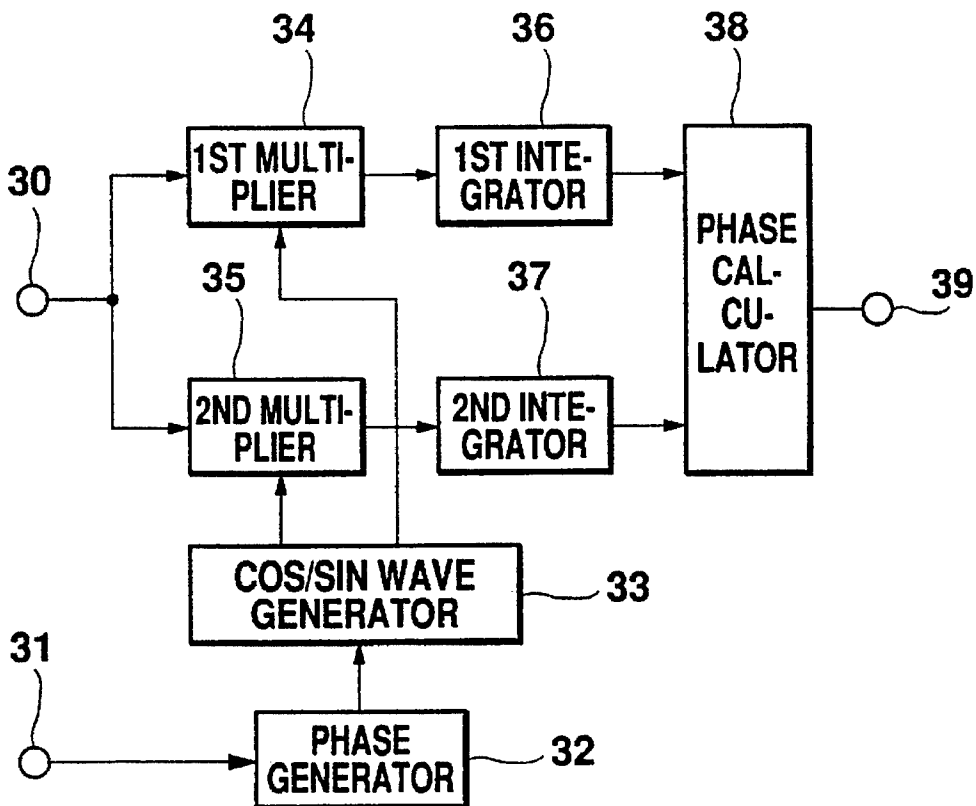 34
36
38
1ST MULTI-
PLIER
1ST INTE-
GRATOR
30
PHASE
CAL-
CU-
LATOR
35
37
39
2ND MULTI-
PLIER
2ND INTE-
GRATOR
COS/SIN WAVE
GENERATOR
33
31
PHASE
GENERATOR
32